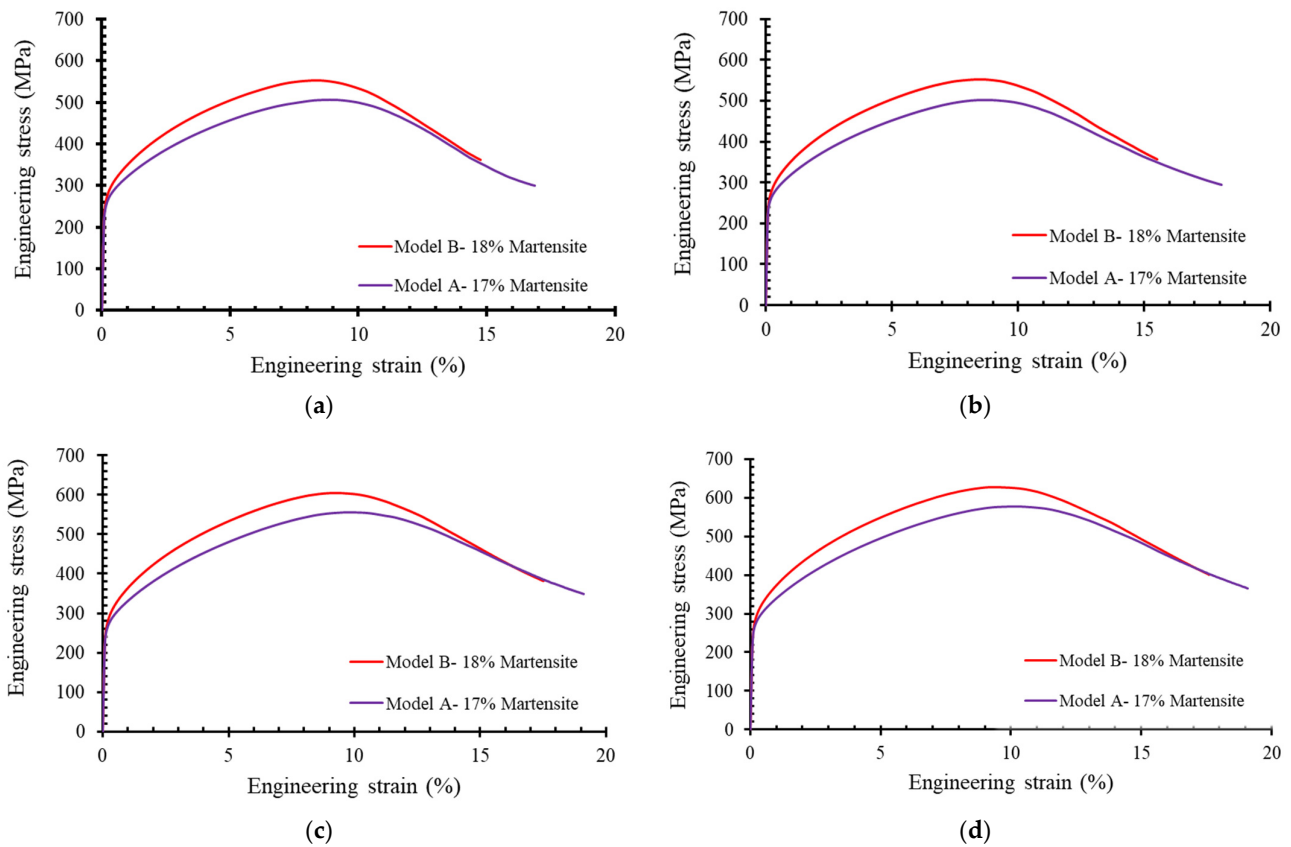 Engineering stress (MPa)
700
600
500
400
300
200
100
0
0 5 10 15 20
Model B- 18% Martensite
Model A- 17% Martensite
Engineering strain (%)
(a)
Engineering stress (MPa)
700
600
500
400
300
200
100
0
0 5 10 15 20
Model B- 18% Martensite
Model A- 17% Martensite
Engineering strain (%)
(b)
Engineering stress (MPa)
700
600
500
400
300
200
100
0
0 5 10 15 20
Model B- 18% Martensite
Model A- 17% Martensite
Engineering strain (%)
(c)
Engineering stress (MPa)
700
600
500
400
300
200
100
0
0 5 10 15 20
Model B- 18% Martensite
Model A- 17% Martensite
Engineering strain (%)
(d)